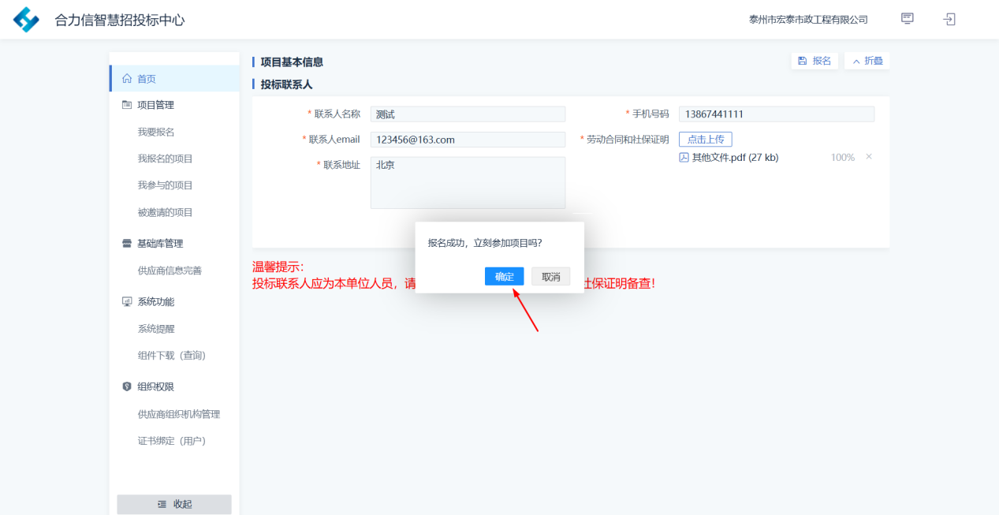 合力信智慧招投标中心
泰州市宏泰市政工程有限公司
首页
项目管理
我要报名
我报名的项目
我参与的项目
被邀请的项目
基础库管理
供应商信息完善
系统功能
系统提醒
组件下载（查询）
组织权限
供应商组织机构管理
证书绑定（用户）
收起
项目基本信息
报名
折叠
投标联系人
* 联系人名称 测试
* 手机号码 13867441111
* 联系人email 123456@163.com
* 劳动合同和社保证明 点击上传
其他文件.pdf (27 kb) 100% ×
* 联系地址 北京
报名成功，立刻参加项目吗？
确定 取消
温馨提示：
投标联系人应为本单位人员，请 社保证明备查！